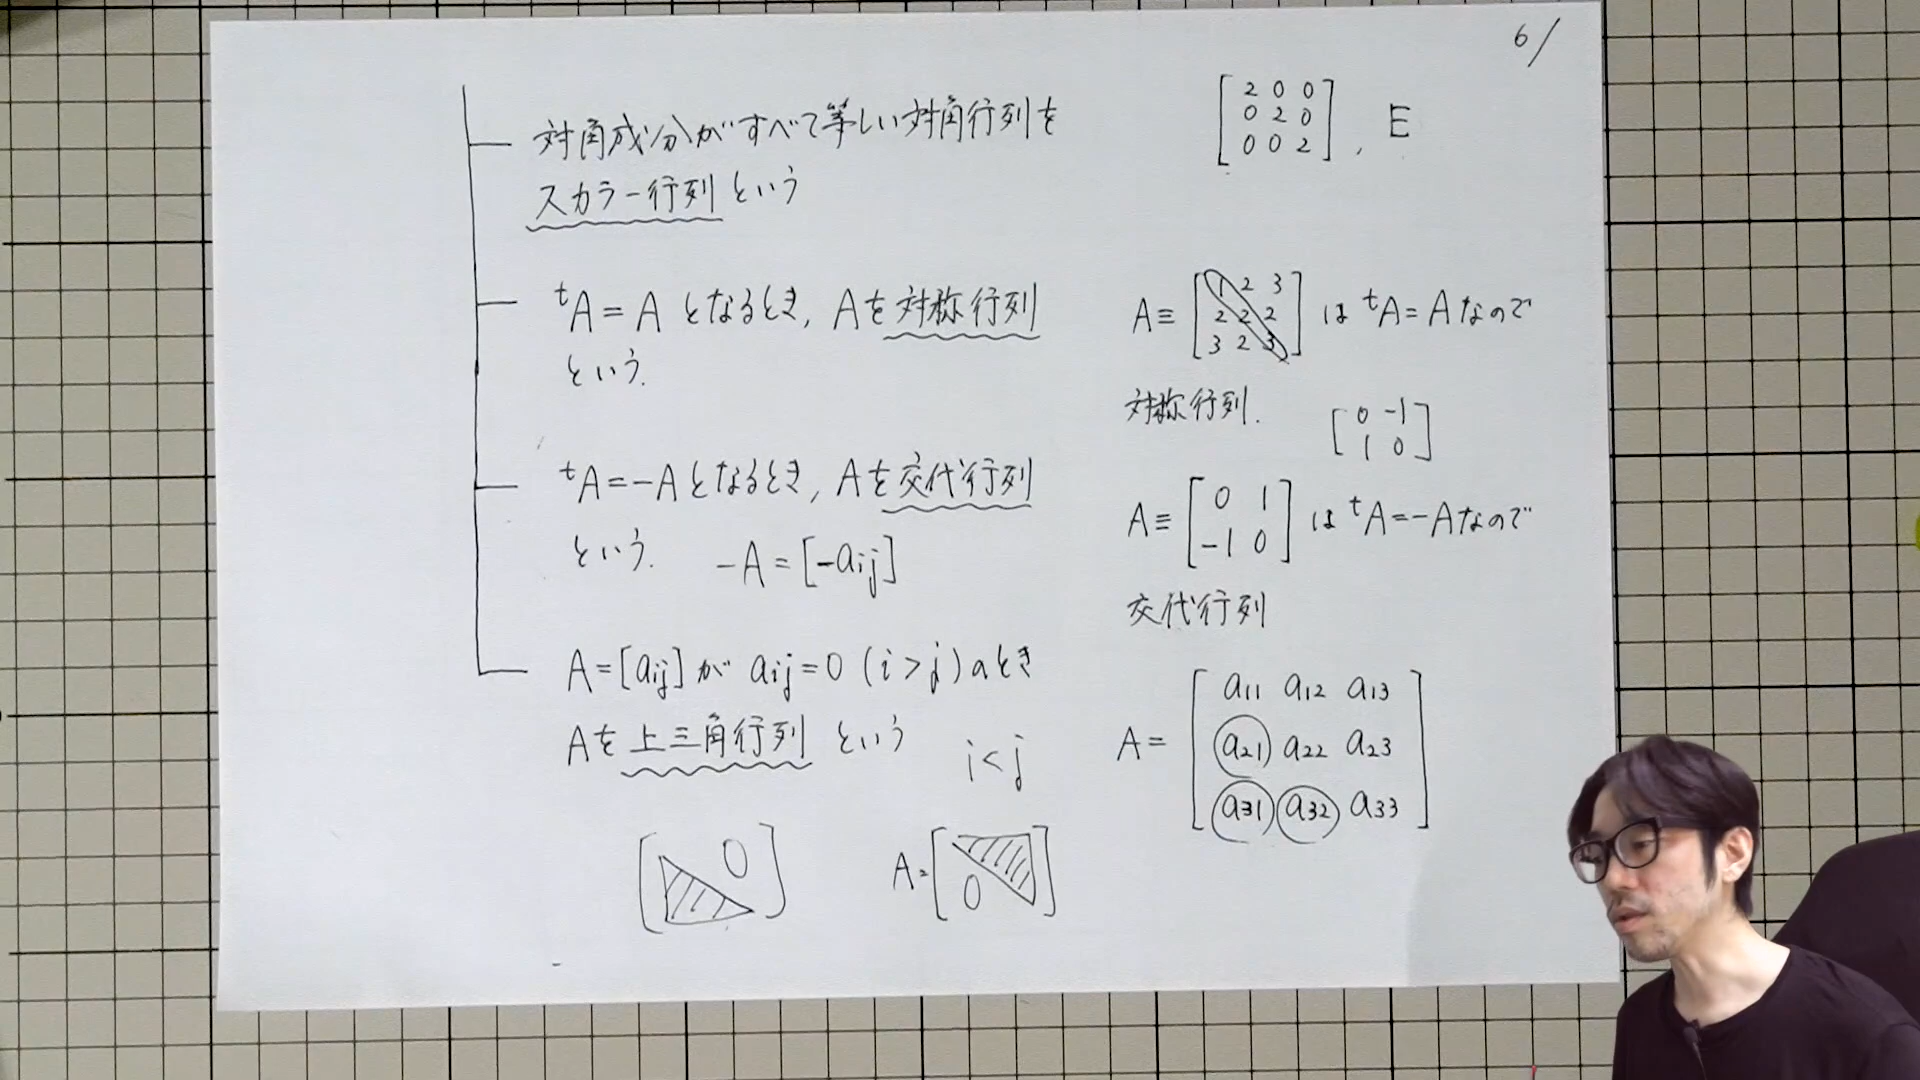 6/
対角成分がすべて等しい対角行列を
スカラー行列という
[2 0 0
0 2 0
0 0 2], E
ᵗA = A となるとき, Aを対称行列
という.
A ≡ [1 2 3
2 2 2
3 2 3] は ᵗA = A なので
対称行列.
[0 -1
1 0]
ᵗA = -A となるとき, Aを交代行列
という. -A = [-aij]
A ≡ [0 1
-1 0] は ᵗA = -A なので
交代行列
A = [aij] が aij = 0 (i > j) のとき
Aを上三角行列 という
i < j
A = [a11 a12 a13
a21 a22 a23
a31 a32 a33]
[0]
A = [0]